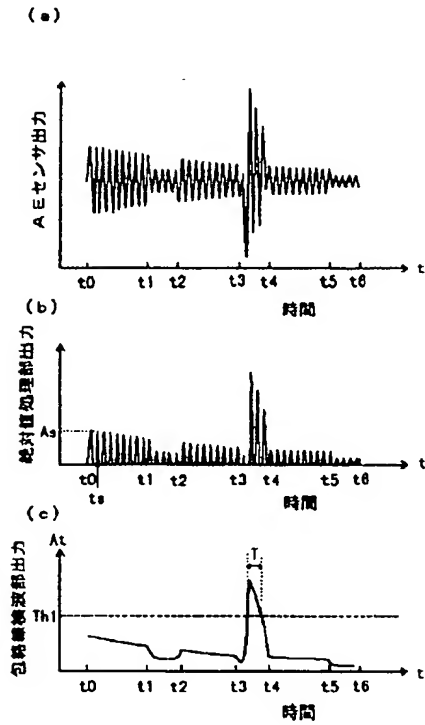 (a)
AEセンサ出力
t0 t1 t2 t3 t4 t5 t6 t
時間
(b)
絶対値処理部出力
As
t0 t1 t2 t3 t4 t5 t6 t
ts
時間
(c)
At
包絡線検波部出力
T
Th1
t0 t1 t2 t3 t4 t5 t6 t
時間